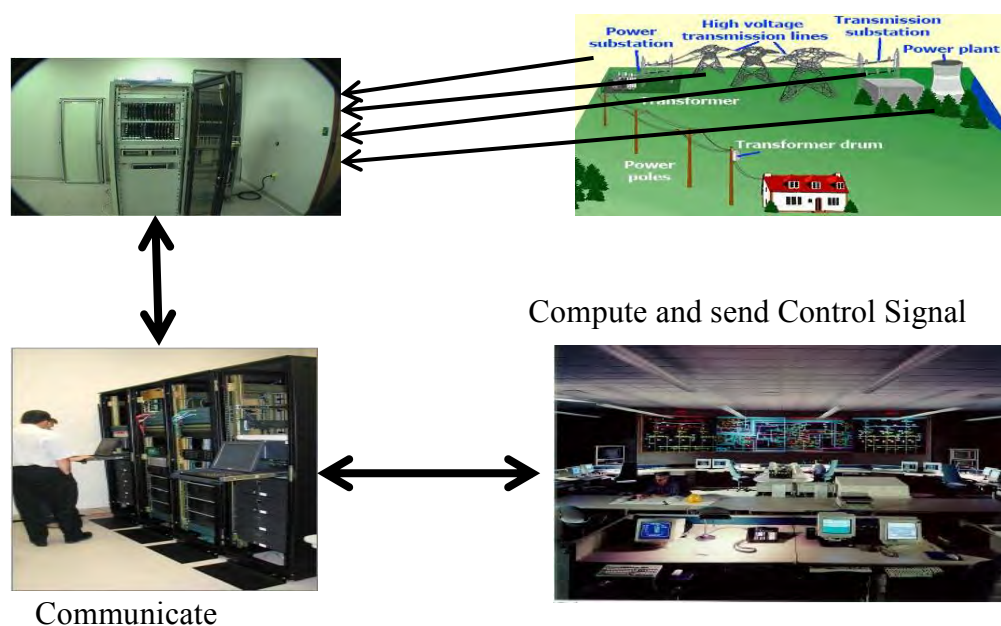 Power
substation
High voltage
transmission lines
Transmission
substation
Power plant
Transformer
Transformer drum
Power
poles
Compute and send Control Signal
Communicate